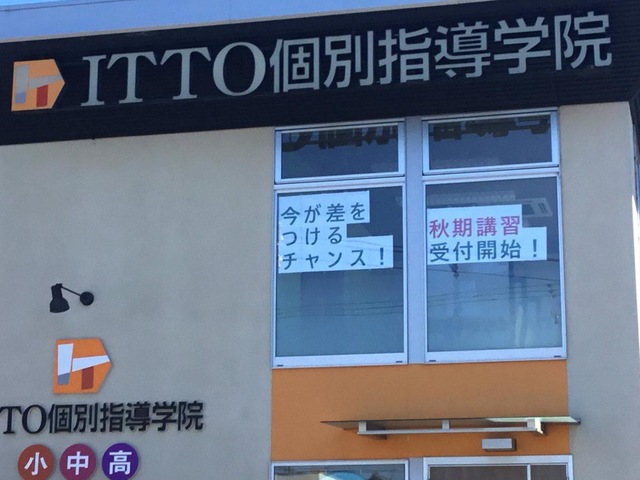 ITTO個別指導学院
今が差を
つける
チャンス！
秋期講習
受付開始！
TO個別指導学院
小 中 高